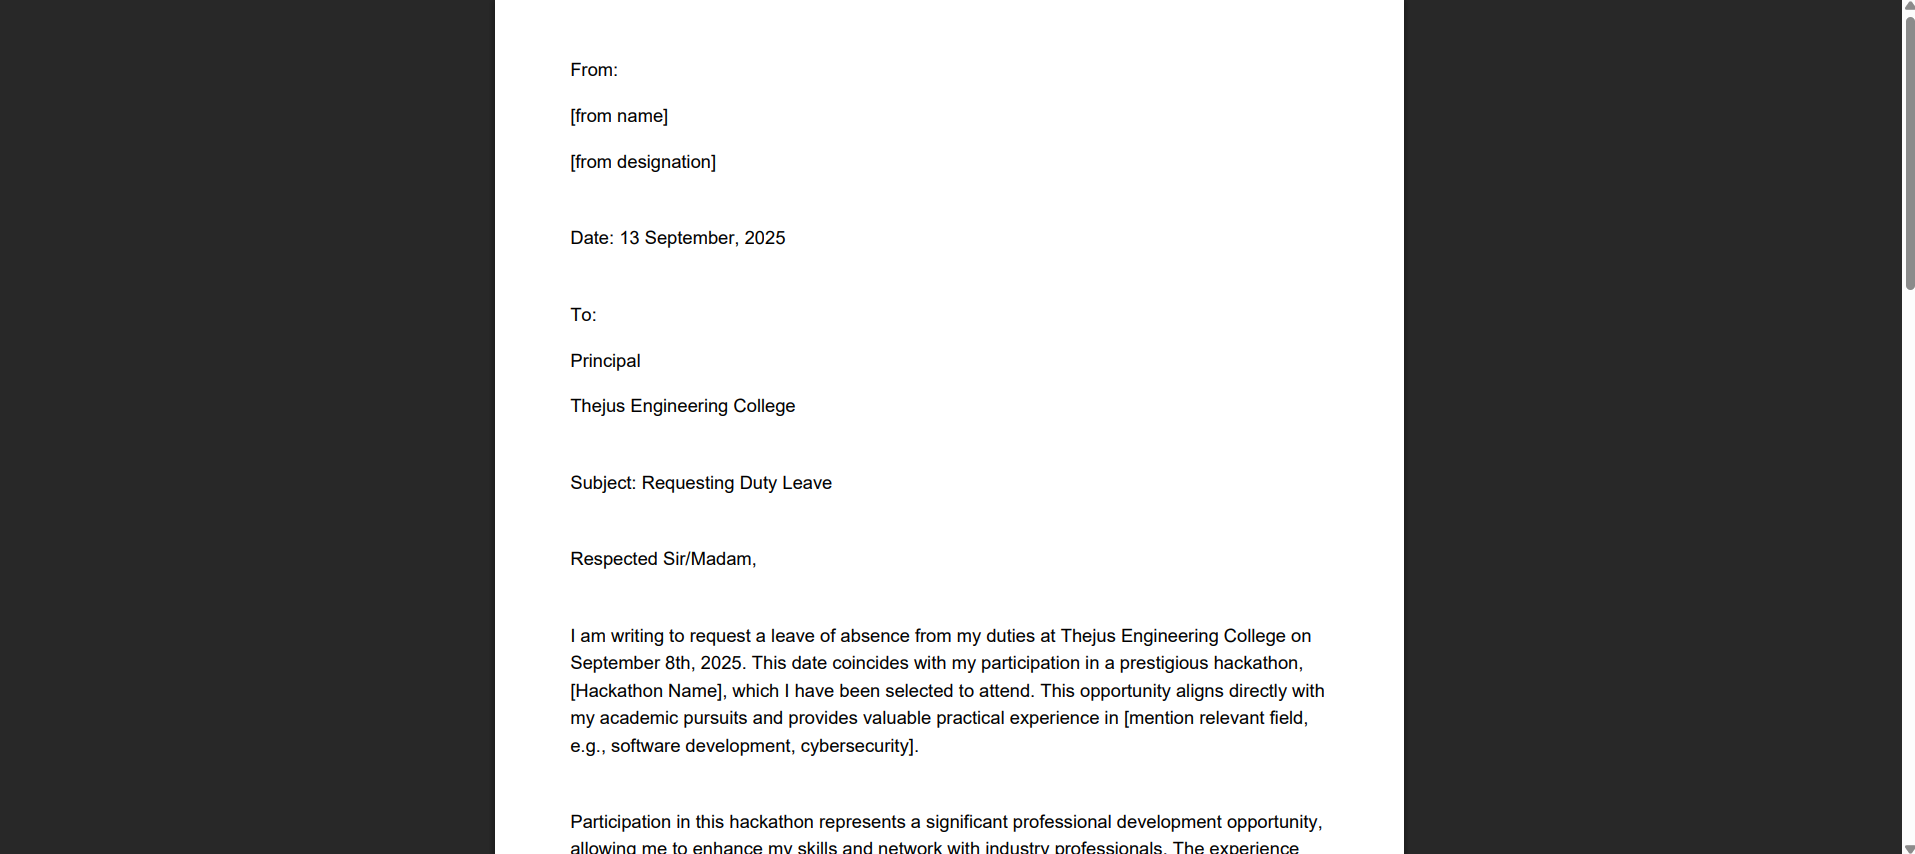 From:
[from name]
[from designation]
Date: 13 September, 2025
To:
Principal
Thejus Engineering College
Subject: Requesting Duty Leave
Respected Sir/Madam,
I am writing to request a leave of absence from my duties at Thejus Engineering College on
September 8th, 2025. This date coincides with my participation in a prestigious hackathon,
[Hackathon Name], which I have been selected to attend. This opportunity aligns directly with
my academic pursuits and provides valuable practical experience in [mention relevant field,
e.g., software development, cybersecurity].
Participation in this hackathon represents a significant professional development opportunity,
allowing me to enhance my skills and network with industry professionals. The experience